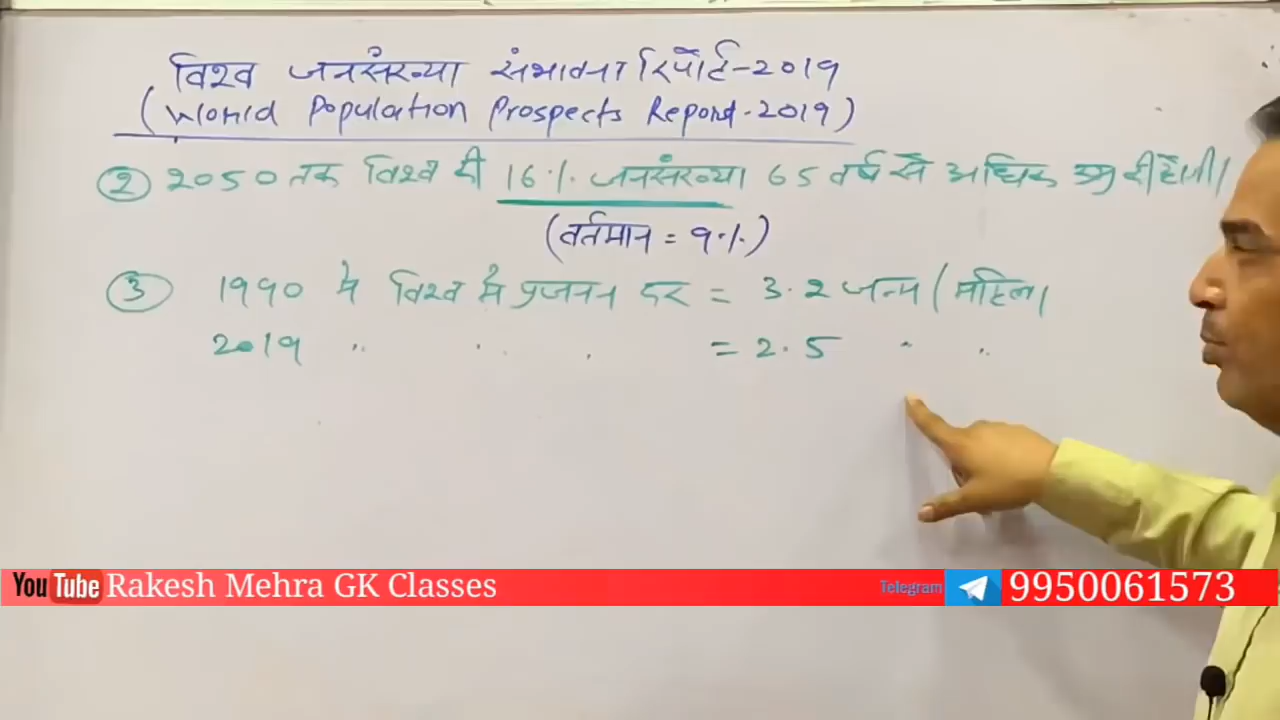 विश्व जनसंख्या संभावना रिपोर्ट-2019
(World Population Prospects Report-2019)
② 2050 तक विश्व की 16% जनसंख्या 65 वर्ष से अधिक उम्र की होगी।
(वर्तमान = 9%)
③ 1990 में विश्व में प्रजनन दर = 3.2 जन्म / महिला
2019 " " " = 2.5 " "
YouTube Rakesh Mehra GK Classes
Telegram 9950061573